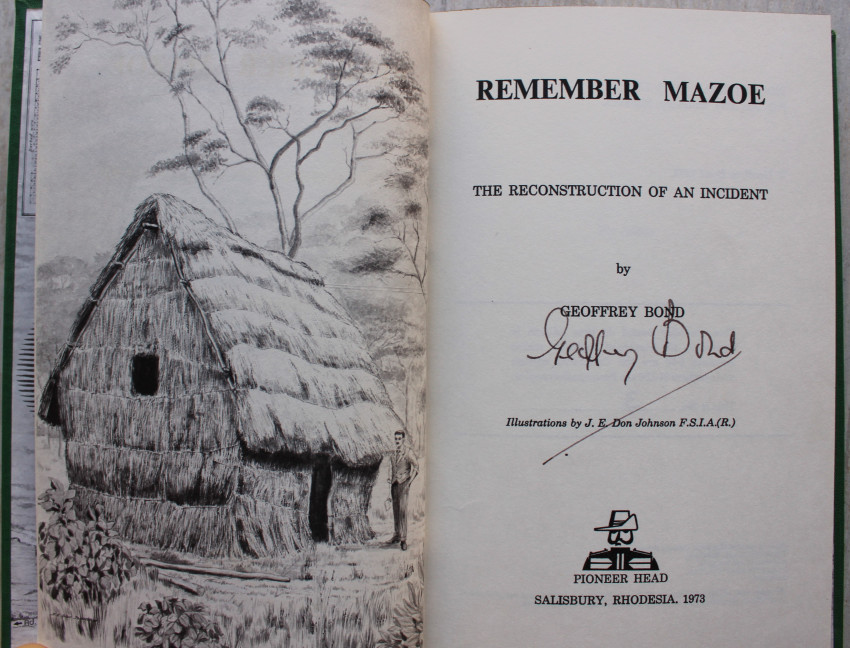 REMEMBER MAZOE
THE RECONSTRUCTION OF AN INCIDENT
by
GEOFFREY BOND
Geoffrey Bond
Illustrations by J. E. Don Johnson F.S.I.A.(R.)
PIONEER HEAD
SALISBURY, RHODESIA. 1973